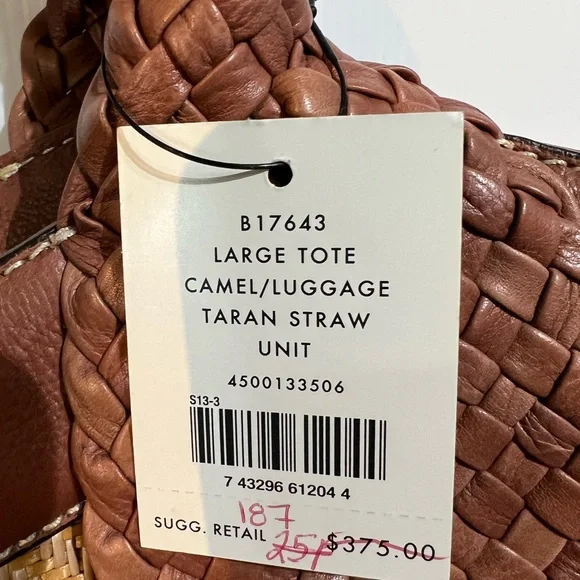 B17643
LARGE TOTE
CAMEL/LUGGAGE
TARAN STRAW
UNIT
4500133506
S13-3
7 43296 61204 4
187
SUGG. RETAIL $375.00